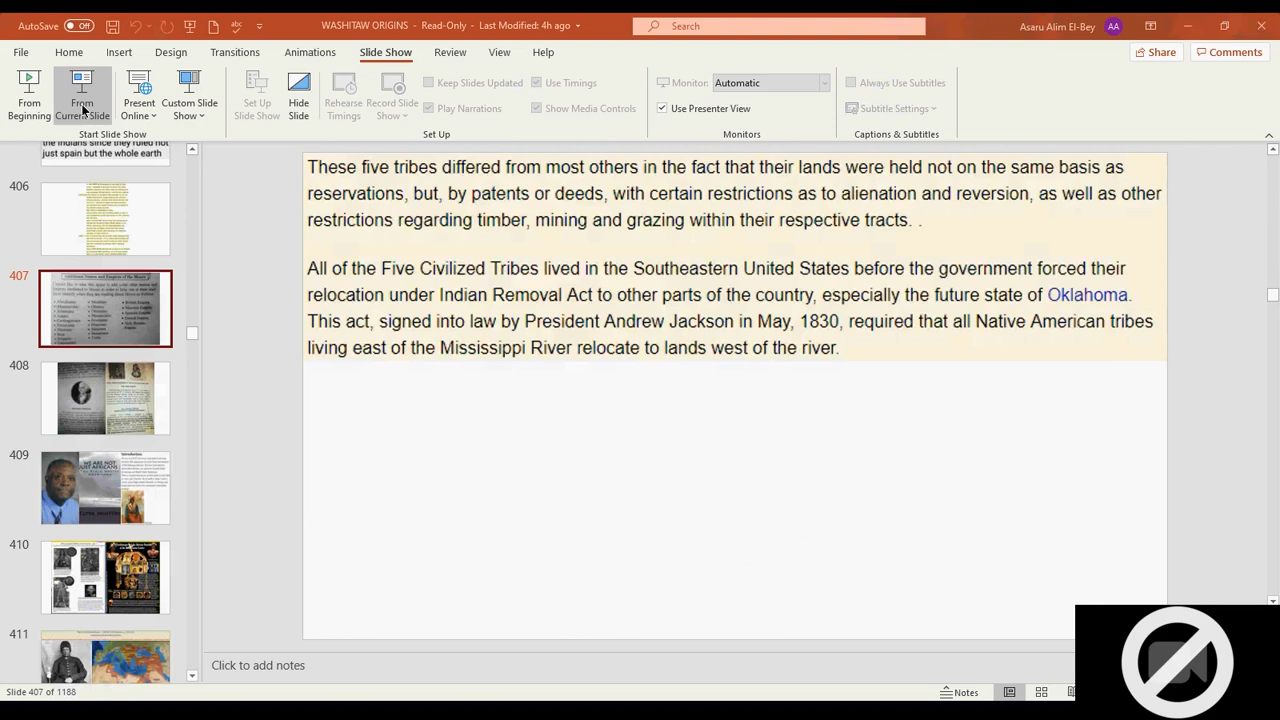 AutoSave Off WASHITAW ORIGINS - Read-Only - Last Modified: 4h ago Search Asaru Alim El-Bey AA
File Home Insert Design Transitions Animations Slide Show Review View Help Share Comments
From Beginning
From Current Slide
Present Online
Custom Slide Show
Set Up Slide Show
Hide Slide
Rehearse Timings
Record Slide Show
Keep Slides Updated
Play Narrations
Use Timings
Show Media Controls
Monitor: Automatic
Use Presenter View
Always Use Subtitles
Subtitle Settings
Start Slide Show Set Up Monitors Captions & Subtitles
the Indians since they ruled not
just spain but the whole earth
406
407
408
409
WE ARE NOT
JUST AFRICANS
Introduction:
410
411
These five tribes differed from most others in the fact that their lands were held not on the same basis as
reservations, but, by patents or deeds, with certain restrictions to alienation and reversion, as well as other
restrictions regarding timber, mining and grazing within their respective tracts. .
All of the Five Civilized Tribes lived in the Southeastern United States before the government forced their
relocation under Indian Removal Act to other parts of the country, especially the future state of Oklahoma.
This act, signed into law by President Andrew Jackson in May, 1830, required that all Native American tribes
living east of the Mississippi River relocate to lands west of the river.
Click to add notes
Slide 407 of 1188 Notes